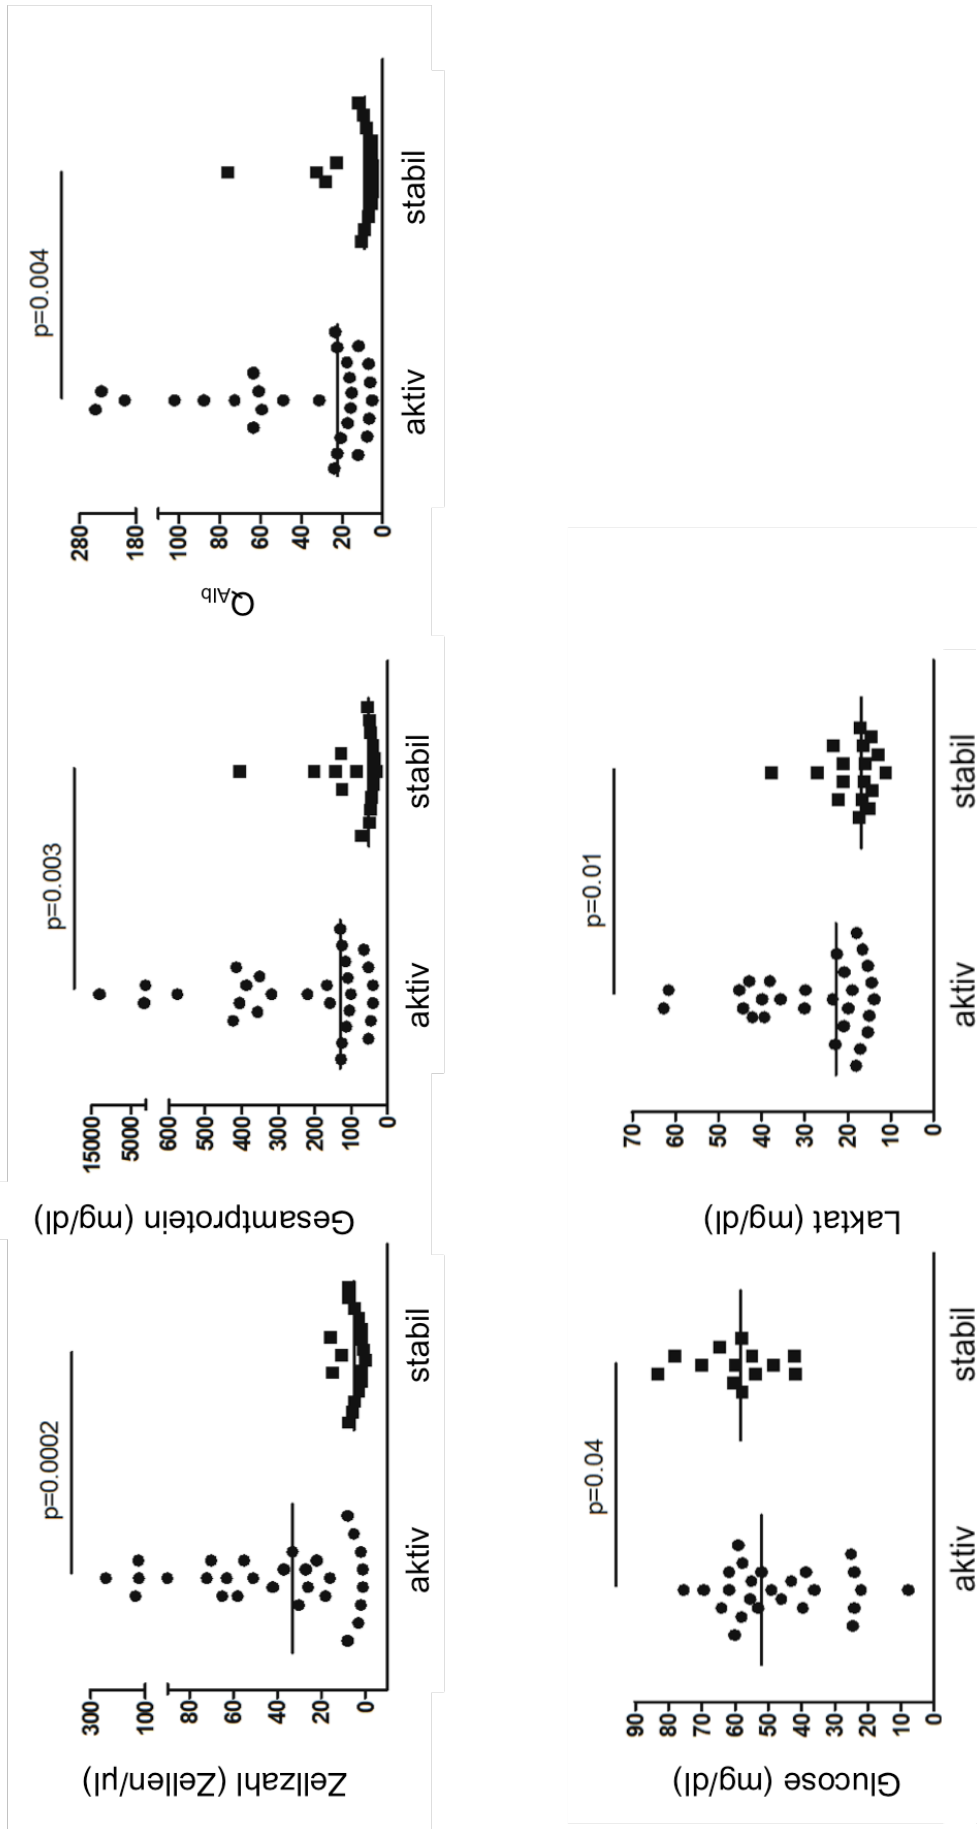 Zellzahl (Zellen/µl)
300
100
80
60
40
20
0
p=0.0002
aktiv
stabil
Gesamtprotein (mg/dl)
15000
5000
600
500
400
300
200
100
0
p=0.003
aktiv
stabil
QAlb
280
180
100
80
60
40
20
0
p=0.004
aktiv
stabil
Glucose (mg/dl)
90
80
70
60
50
40
30
20
10
0
p=0.04
aktiv
stabil
Laktat (mg/dl)
70
60
50
40
30
20
10
0
p=0.01
aktiv
stabil